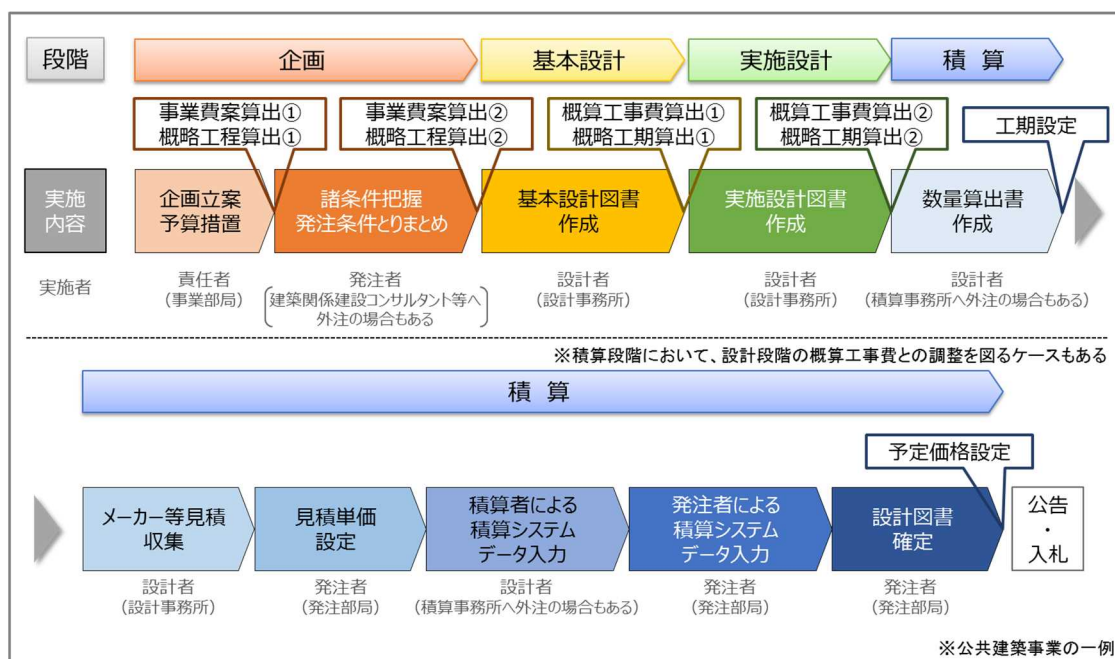 段階
企画
基本設計
実施設計
積 算
事業費案算出①
概略工程算出①
事業費案算出②
概略工程算出②
概算工事費算出①
概略工期算出①
概算工事費算出②
概略工期算出②
工期設定
実施
内容
企画立案
予算措置
諸条件把握
発注条件とりまとめ
基本設計図書
作成
実施設計図書
作成
数量算出書
作成
実施者
責任者
(事業部局)
発注者
建築関係建設コンサルタント等へ
外注の場合もある
設計者
(設計事務所)
設計者
(設計事務所)
設計者
(積算事務所へ外注の場合もある)
※積算段階において、設計段階の概算工事費との調整を図るケースもある
積 算
予定価格設定
メーカー等見積
収集
見積単価
設定
積算者による
積算システム
データ入力
発注者による
積算システム
データ入力
設計図書
確定
公告
・
入札
設計者
(設計事務所)
発注者
(発注部局)
設計者
(積算事務所へ外注の場合もある)
発注者
(発注部局)
発注者
(発注部局)
※公共建築事業の一例